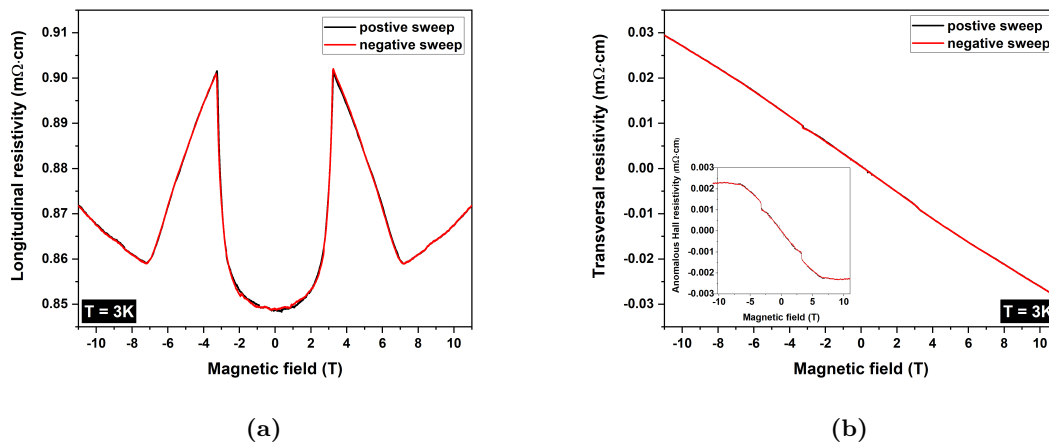 0.91
0.90
0.89
0.88
0.87
0.86
0.85
Longitudinal resistivity (mΩ·cm)
postive sweep
negative sweep
T = 3K
-10 -8 -6 -4 -2 0 2 4 6 8 10
Magnetic field (T)
(a)
0.03
0.02
0.01
0.00
-0.01
-0.02
-0.03
Transversal resistivity (mΩ·cm)
postive sweep
negative sweep
0.003
0.002
0.001
0.000
-0.001
-0.002
-0.003
Anomalous Hall resistivity (mΩ·cm)
-10 -5 0 5 10
Magnetic field (T)
T = 3K
-10 -8 -6 -4 -2 0 2 4 6 8 10
Magnetic field (T)
(b)